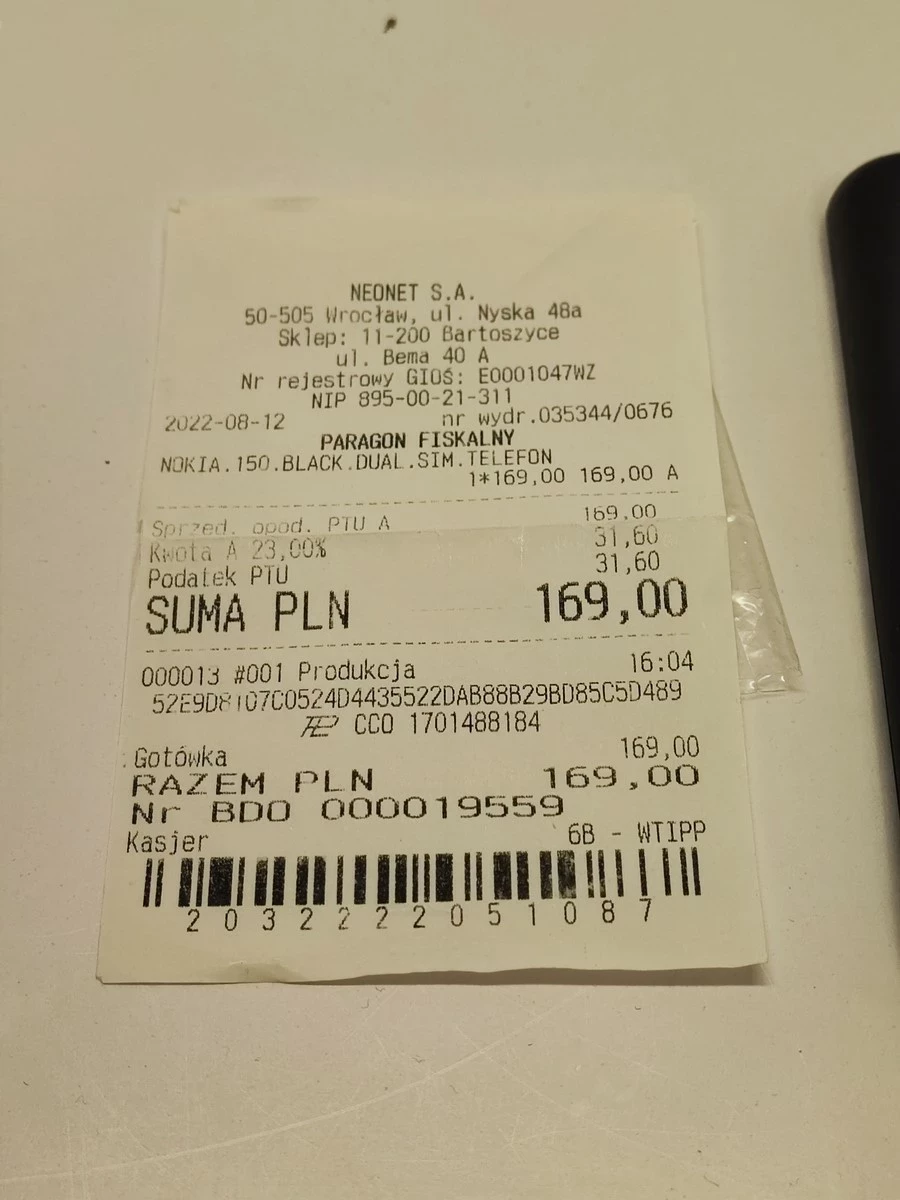 NEONET S.A.
50-505 Wrocław, ul. Nyska 48a
Sklep: 11-200 Bartoszyce
ul. Bema 40 A
Nr rejestrowy GIOŚ: E0001047WZ
NIP 895-00-21-311
2022-08-12 nr wydr.035344/0676
PARAGON FISKALNY
NOKIA.150.BLACK.DUAL.SIM.TELEFON
1*169,00 169,00 A
Sprzed. opod. PTU A 169,00
Kwota A 23,00% 31,60
Podatek PTU 31,60
SUMA PLN 169,00
000013 #001 Produkcja 16:04
CCO 1701488184
Gotówka 169,00
RAZEM PLN 169,00
Nr BDO 000019559
Kasjer 6B - WTIPP
2032222051087